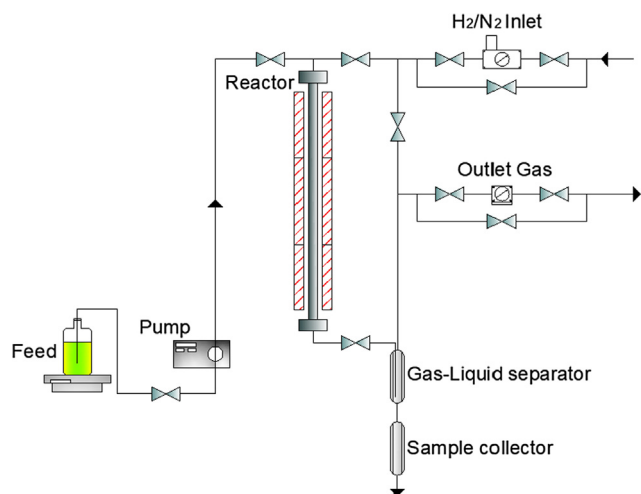 H2/N2 Inlet
Reactor
Outlet Gas
Pump
Feed
Gas-Liquid separator
Sample collector